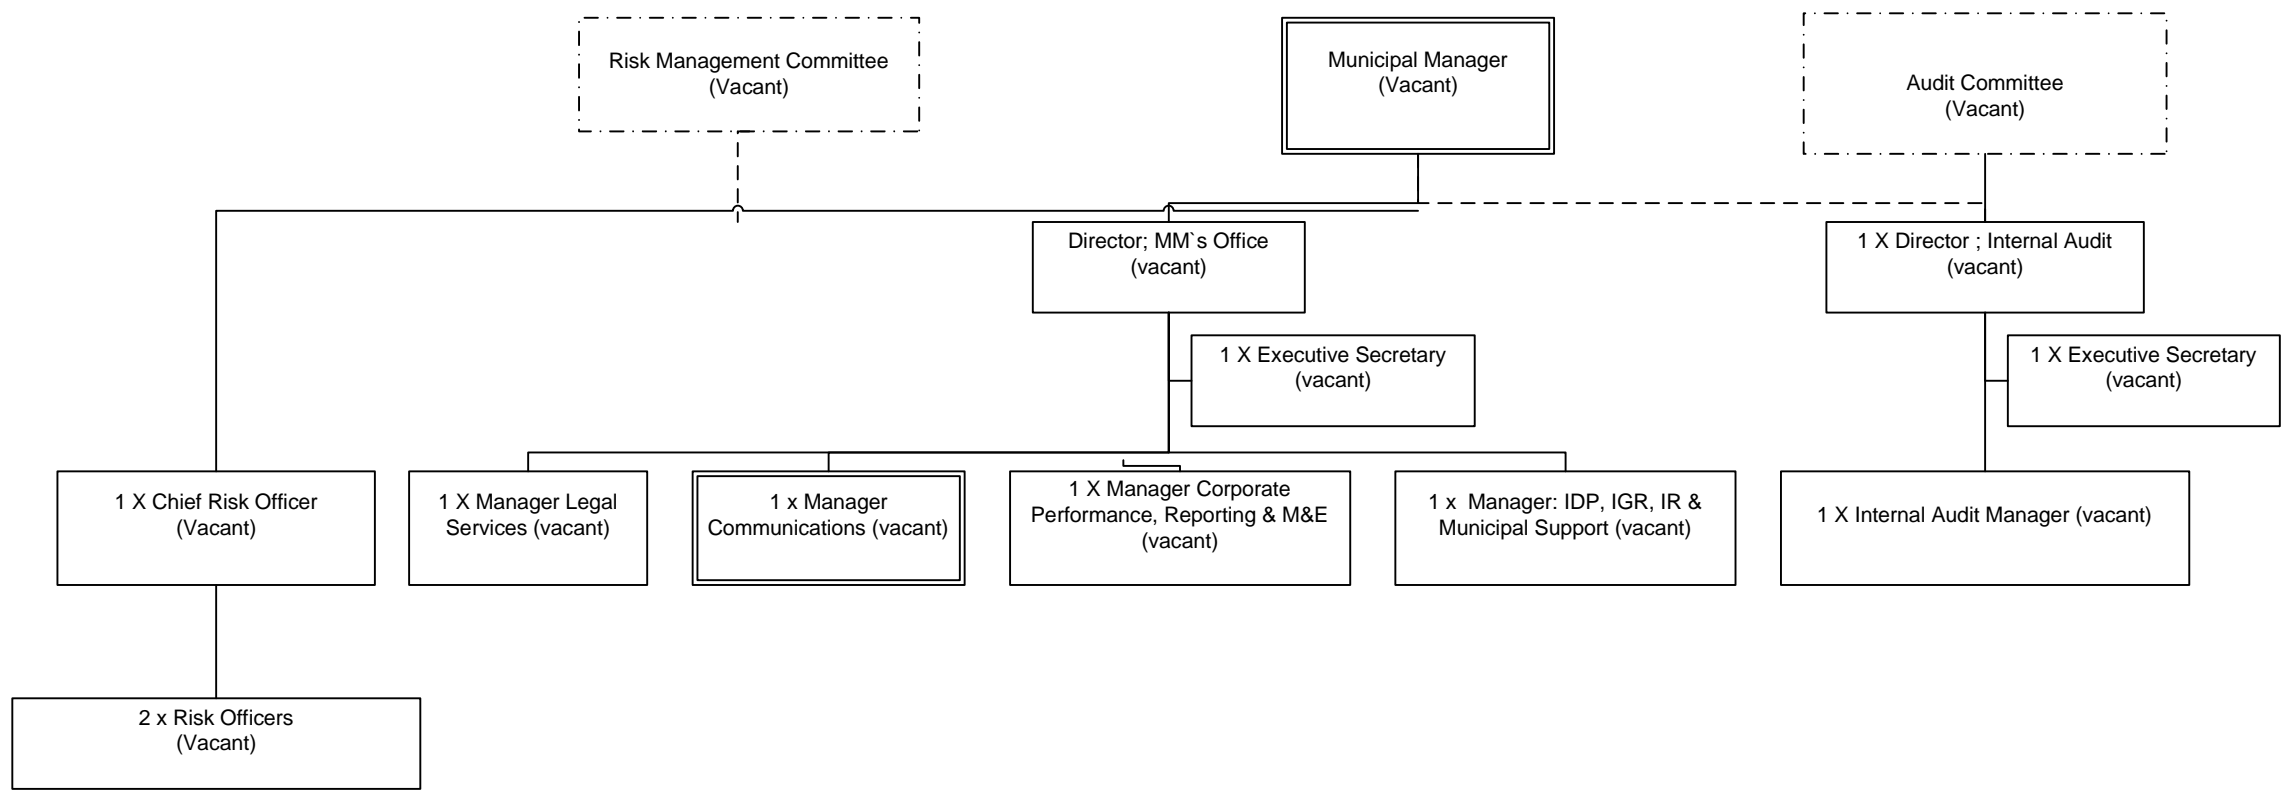 Risk Management Committee
(Vacant)
Municipal Manager
(Vacant)
Audit Committee
(Vacant)
Director; MM`s Office
(vacant)
1 X Director ; Internal Audit
(vacant)
1 X Executive Secretary
(vacant)
1 X Executive Secretary
(vacant)
1 X Chief Risk Officer
(Vacant)
1 X Manager Legal
Services (vacant)
1 x Manager
Communications (vacant)
1 X Manager Corporate
Performance, Reporting & M&E
(vacant)
1 x  Manager: IDP, IGR, IR &
Municipal Support (vacant)
1 X Internal Audit Manager (vacant)
2 x Risk Officers
(Vacant)